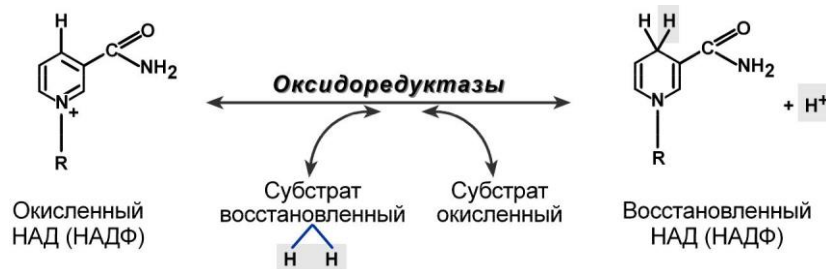 H
C
O
NH2
N
+
R
Оксидоредуктазы
H H
C
O
NH2
N
R
+ H+
Окисленный
НАД (НАДФ)
Субстрат
восстановленный
H H
Субстрат
окисленный
Восстановленный
НАД (НАДФ)